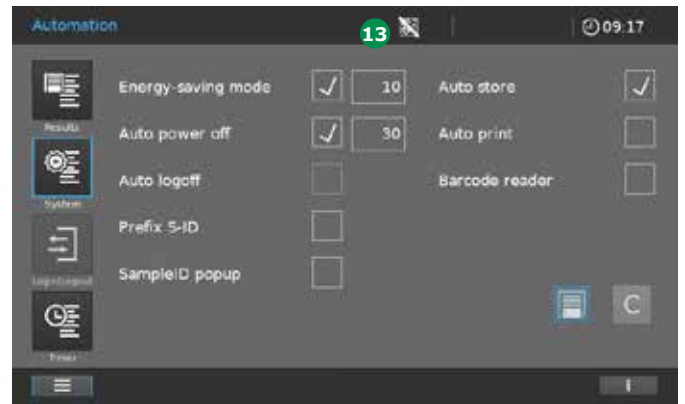 Automation
13
09:17
Energy-saving mode 10 Auto store
Results
Auto power off 30 Auto print
Auto logoff Barcode reader
System
Prefix S-ID
SampleID popup
C
Timer